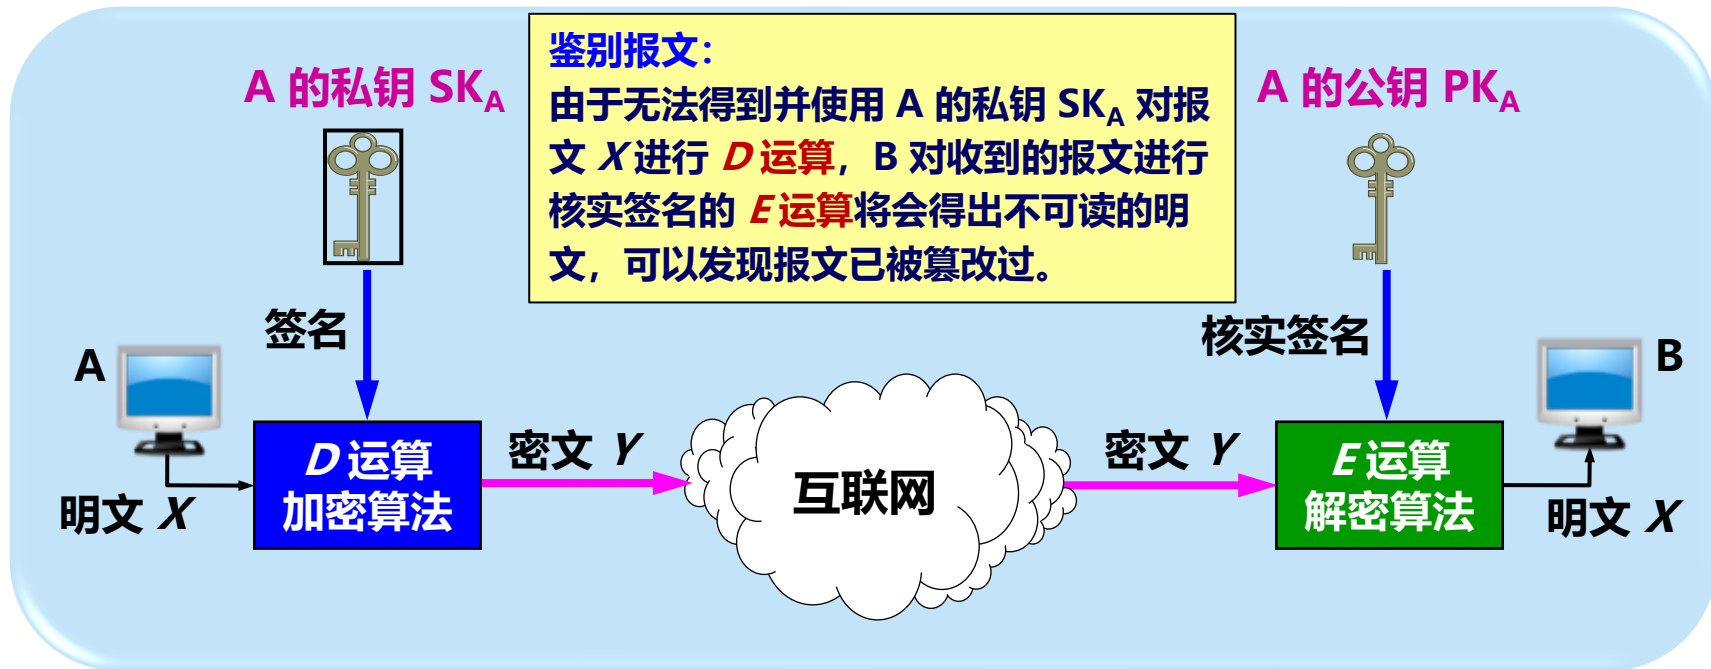 鉴别报文：
由于无法得到并使用 A 的私钥 SKA 对报
文 X 进行 D 运算，B 对收到的报文进行
核实签名的 E 运算将会得出不可读的明
文，可以发现报文已被篡改过。
A 的私钥 SKA
A 的公钥 PKA
签名
核实签名
A
B
D 运算
加密算法
密文 Y
互联网
密文 Y
E 运算
解密算法
明文 X
明文 X